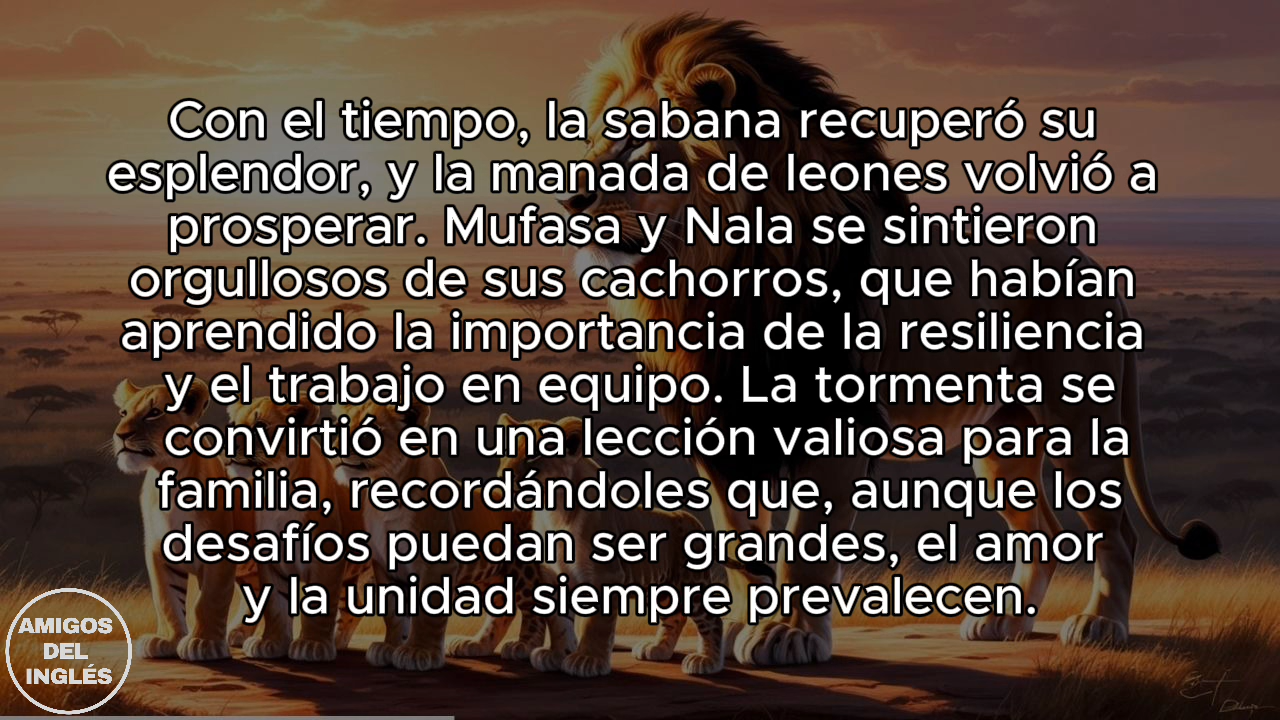 Con el tiempo, la sabana recuperó su
esplendor, y la manada de leones volvió a
prosperar. Mufasa y Nala se sintieron
orgullosos de sus cachorros, que habían
aprendido la importancia de la resiliencia
y el trabajo en equipo. La tormenta se
convirtió en una lección valiosa para la
familia, recordándoles que, aunque los
desafíos puedan ser grandes, el amor
y la unidad siempre prevalecen.
AMIGOS
DEL
INGLÉS